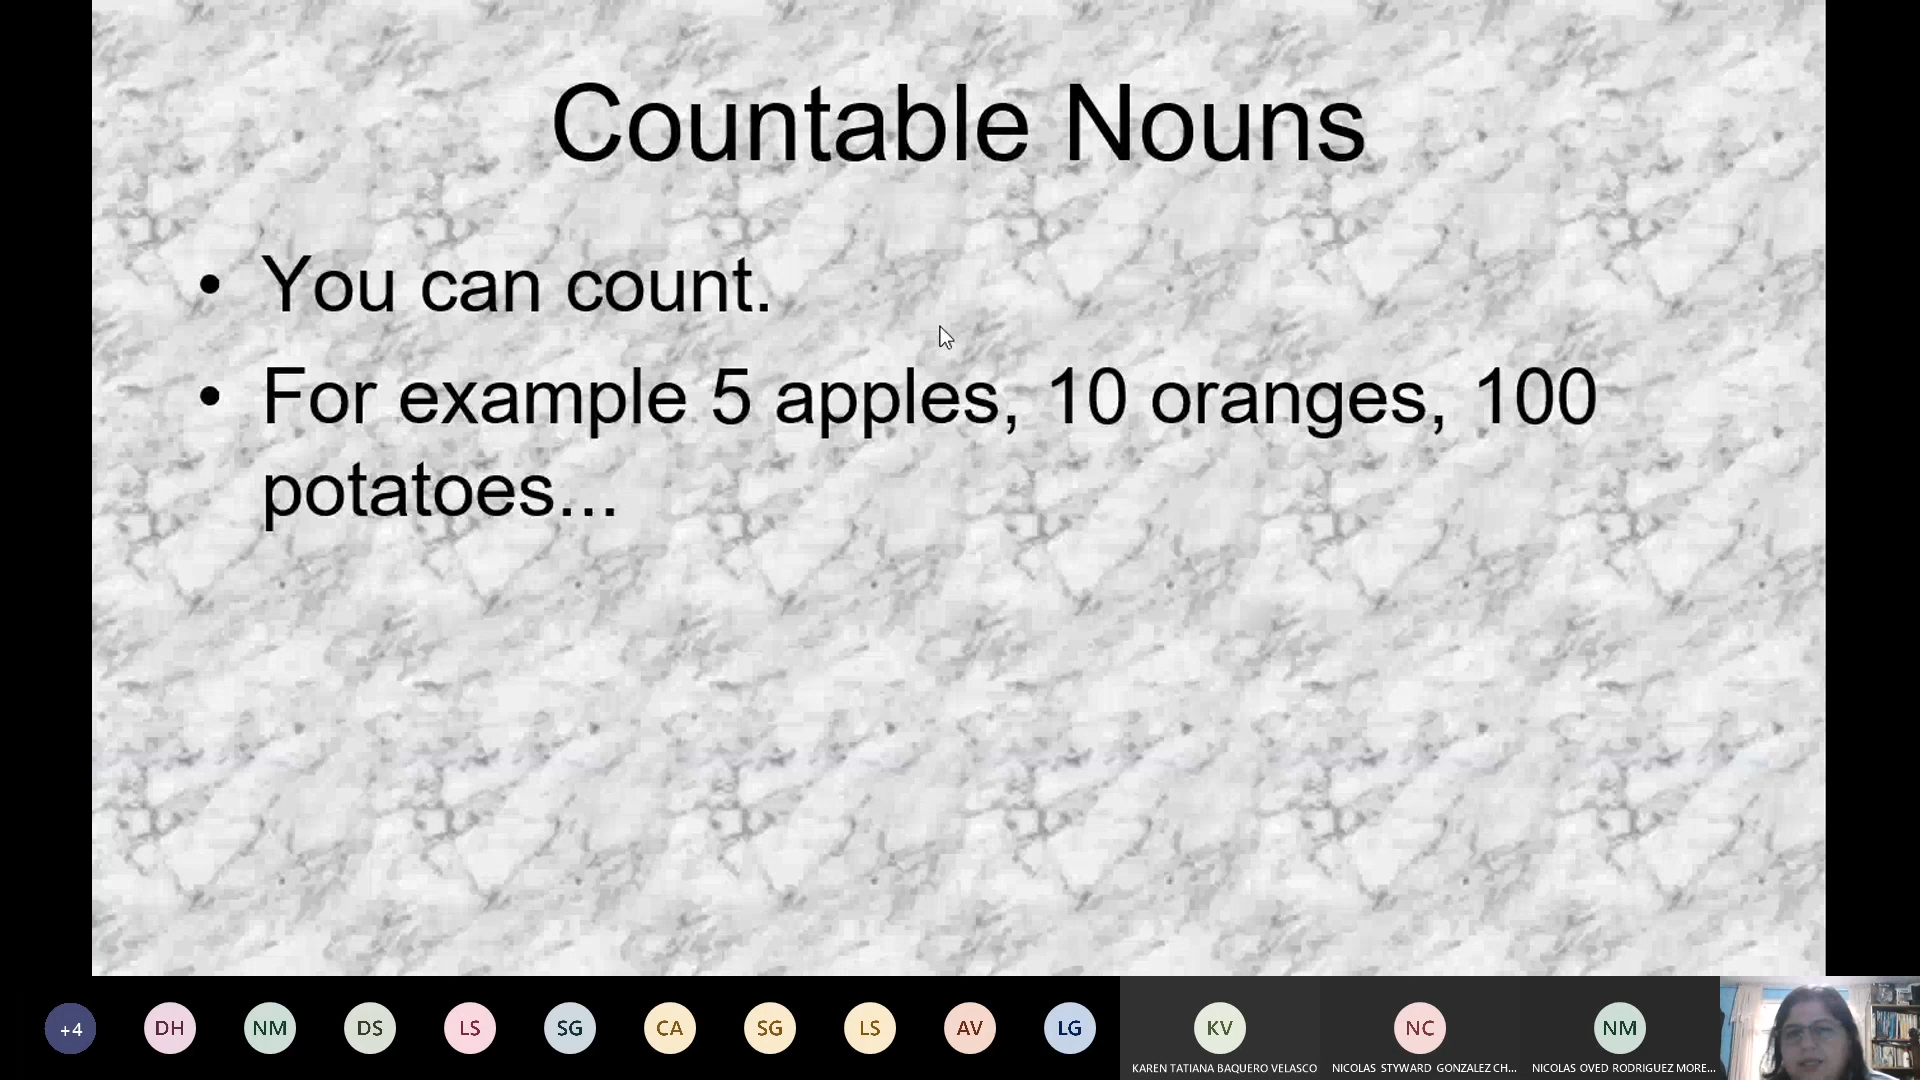 Countable Nouns
• You can count.
• For example 5 apples, 10 oranges, 100
potatoes...
+4 DH NM DS LS SG CA SG LS AV LG KV NC NM
KAREN TATIANA BAQUERO VELASCO NICOLAS STYWARD GONZALEZ CH... NICOLAS OVED RODRIGUEZ MORE...